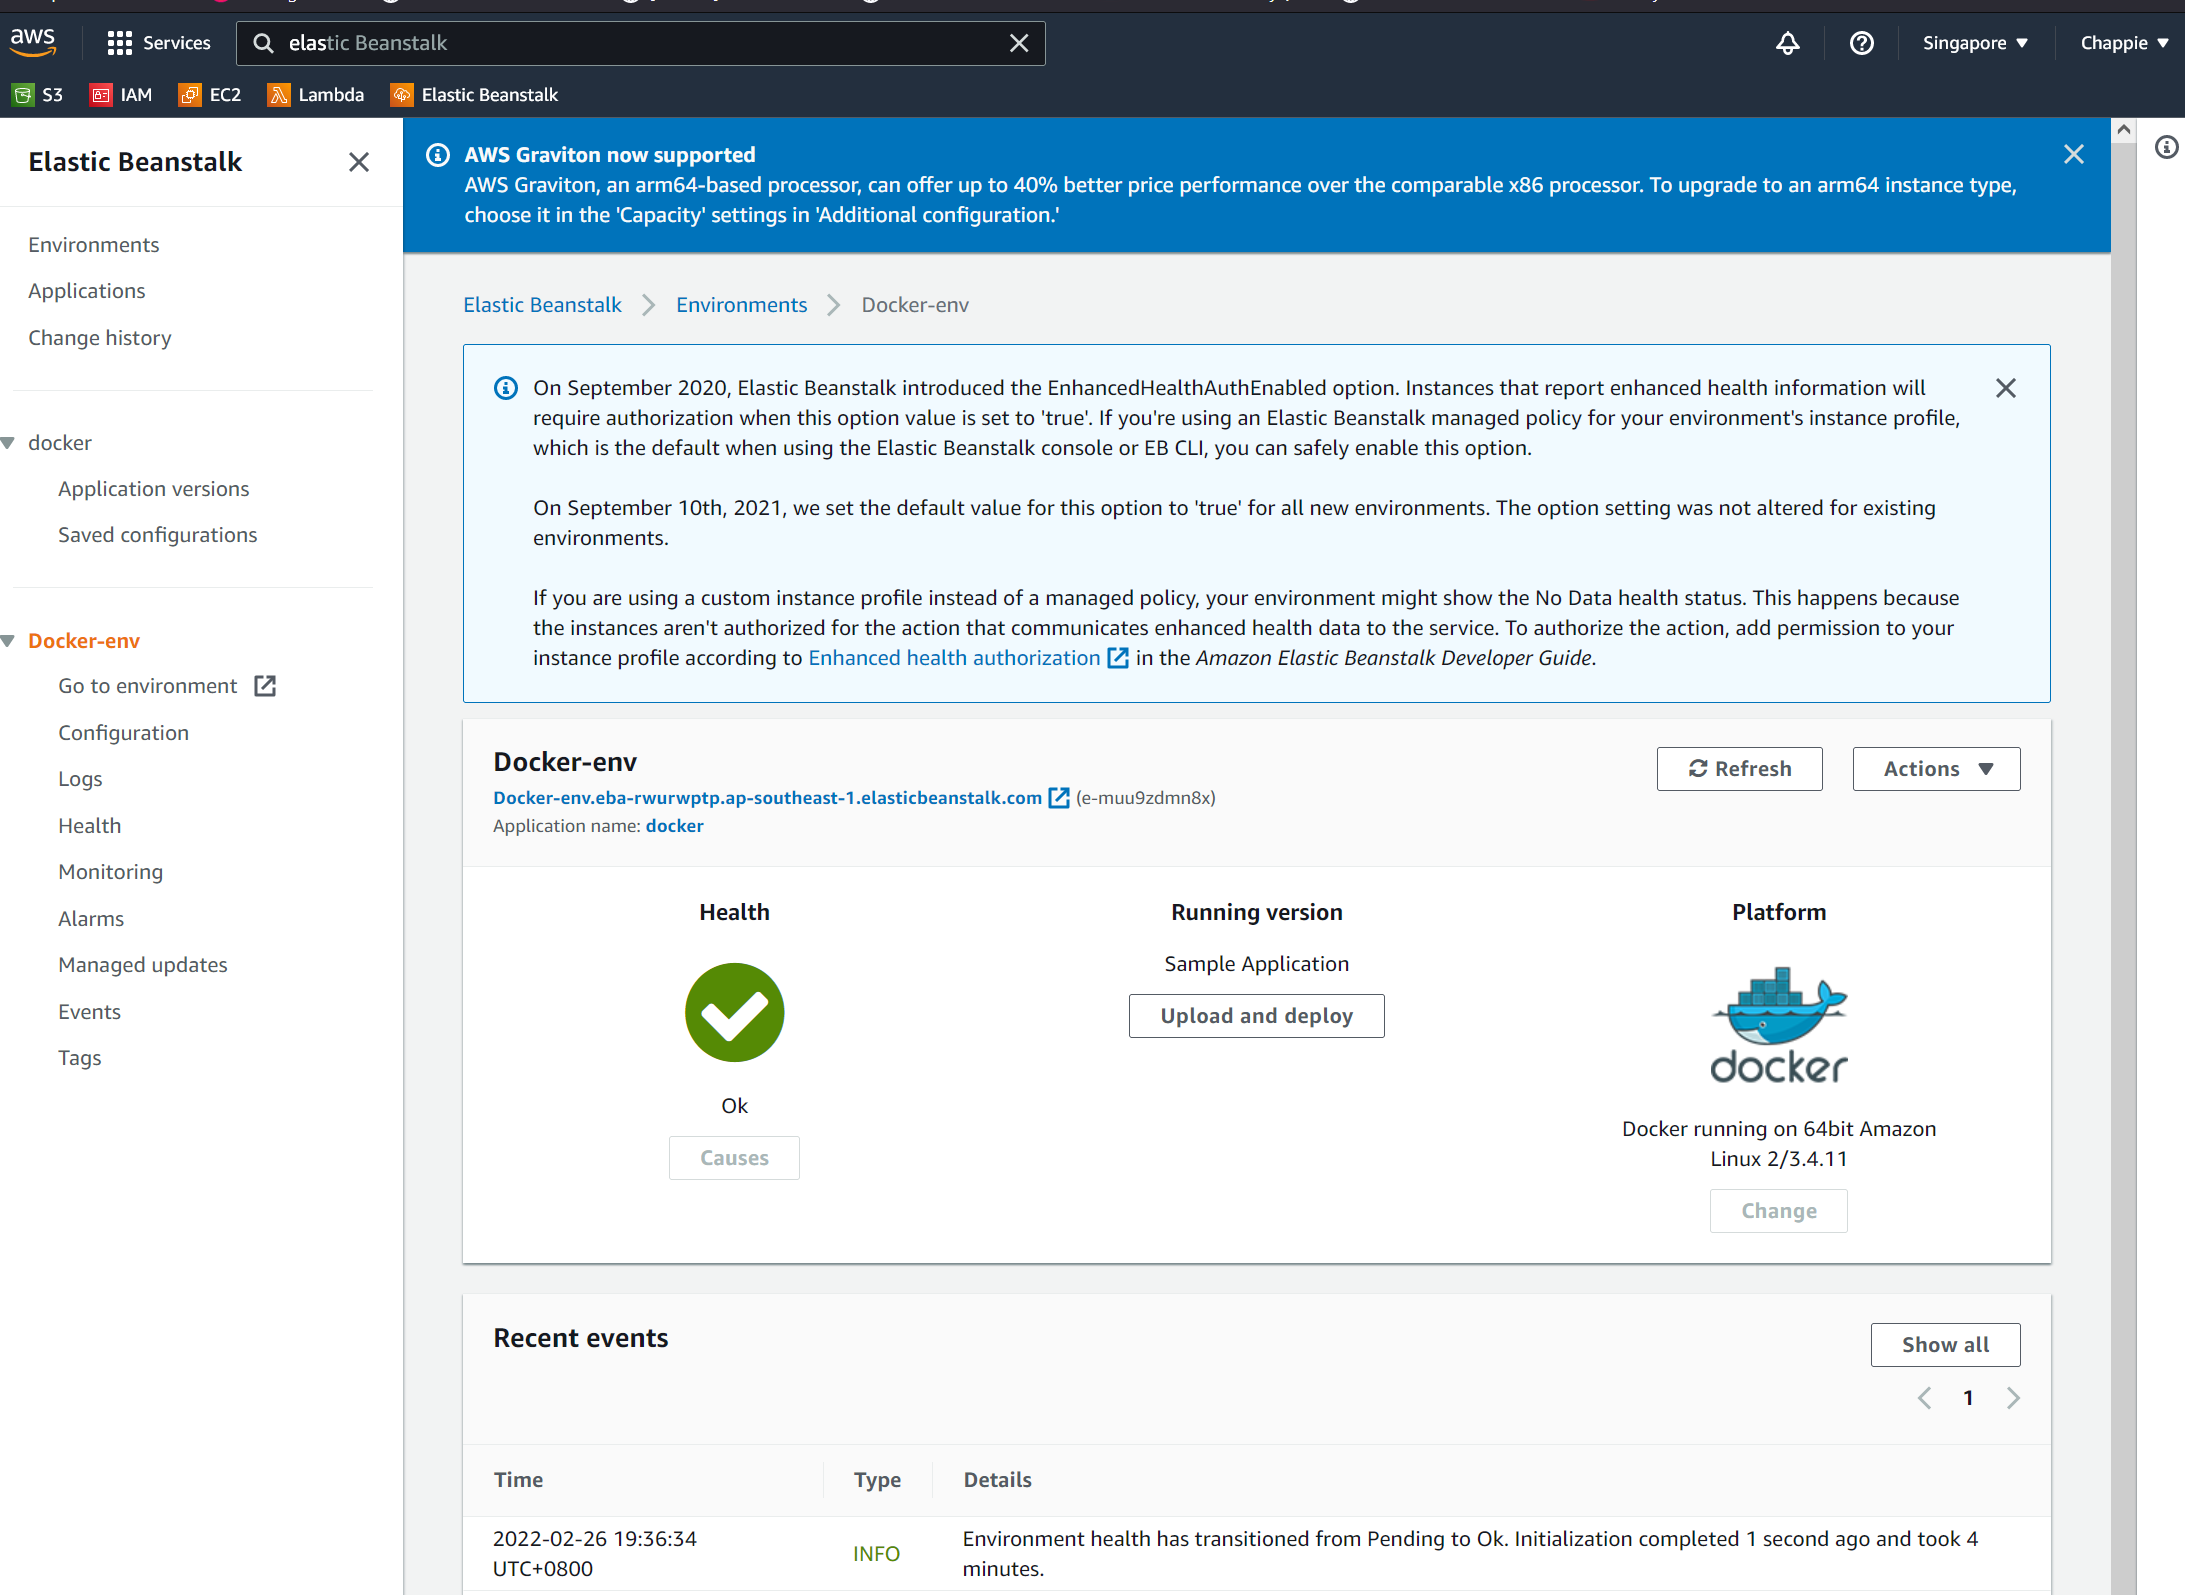 aws
Services
elastic Beanstalk
Singapore
Chappie
S3
IAM
EC2
Lambda
Elastic Beanstalk
Elastic Beanstalk
Environments
Applications
Change history
docker
Application versions
Saved configurations
Docker-env
Go to environment
Configuration
Logs
Health
Monitoring
Alarms
Managed updates
Events
Tags
AWS Graviton now supported
AWS Graviton, an arm64-based processor, can offer up to 40% better price performance over the comparable x86 processor. To upgrade to an arm64 instance type,
choose it in the 'Capacity' settings in 'Additional configuration.'
Elastic Beanstalk
Environments
Docker-env
On September 2020, Elastic Beanstalk introduced the EnhancedHealthAuthEnabled option. Instances that report enhanced health information will
require authorization when this option value is set to 'true'. If you're using an Elastic Beanstalk managed policy for your environment's instance profile,
which is the default when using the Elastic Beanstalk console or EB CLI, you can safely enable this option.
On September 10th, 2021, we set the default value for this option to 'true' for all new environments. The option setting was not altered for existing
environments.
If you are using a custom instance profile instead of a managed policy, your environment might show the No Data health status. This happens because
the instances aren't authorized for the action that communicates enhanced health data to the service. To authorize the action, add permission to your
instance profile according to Enhanced health authorization in the Amazon Elastic Beanstalk Developer Guide.
Docker-env
Docker-env.eba-rwurwptp.ap-southeast-1.elasticbeanstalk.com (e-muu9zdmn8x)
Application name: docker
Refresh
Actions
Health
Ok
Causes
Running version
Sample Application
Upload and deploy
Platform
docker
Docker running on 64bit Amazon
Linux 2/3.4.11
Change
Recent events
Show all
1
Time
Type
Details
2022-02-26 19:36:34
UTC+0800
INFO
Environment health has transitioned from Pending to Ok. Initialization completed 1 second ago and took 4
minutes.